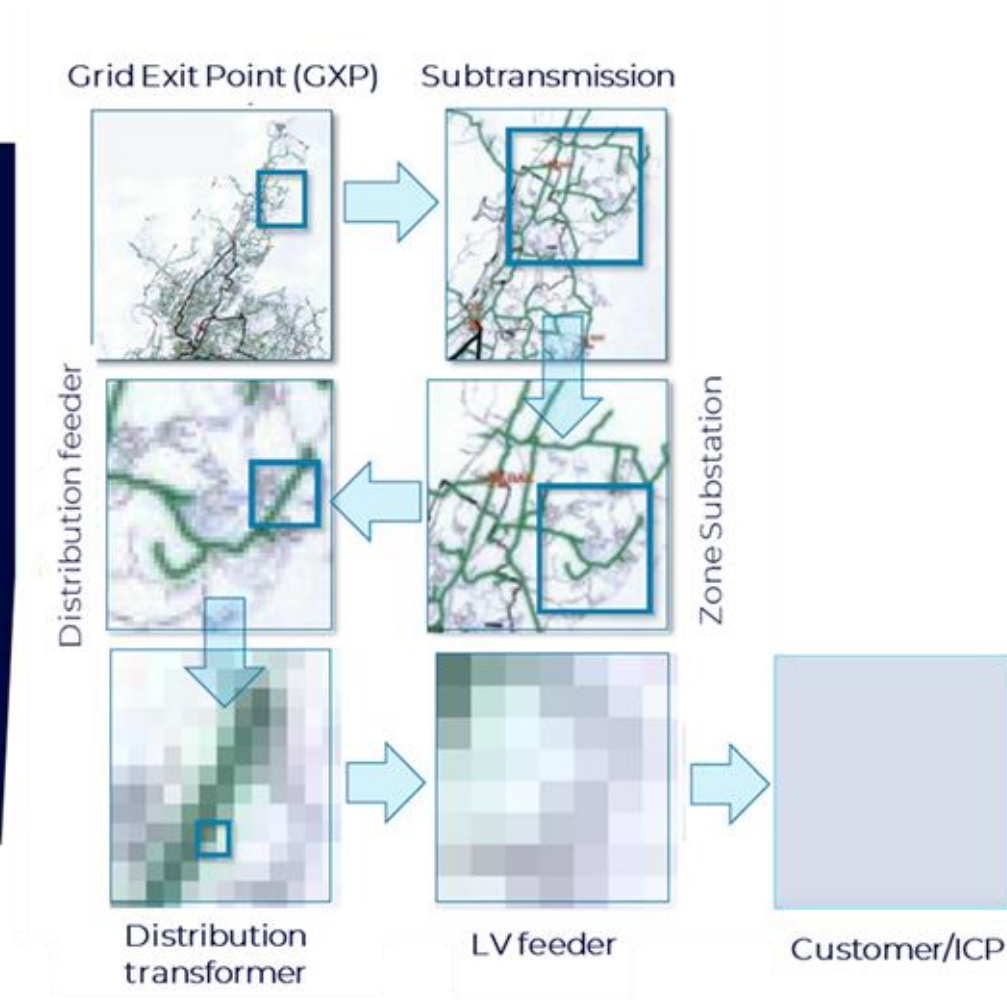 Grid Exit Point (GXP)
Subtransmission
Distribution feeder
Zone Substation
Distribution
transformer
LV feeder
Customer/ICP